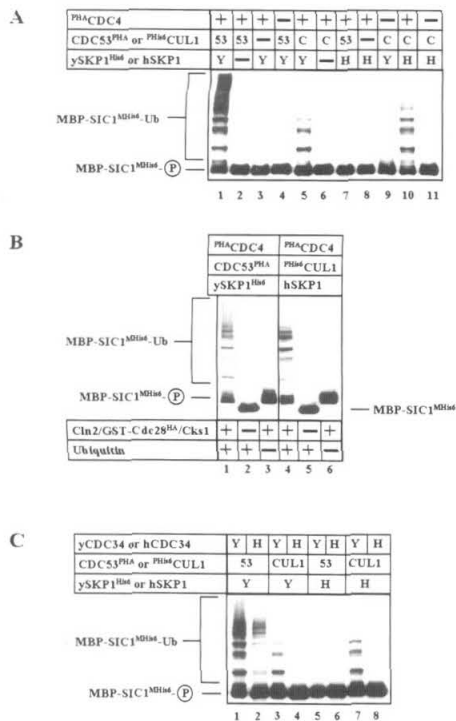 A
PHACDC4 + + + — + + + + — + —
CDC53PHA or PHis6CUL1 53 53 — 53 C C 53 — C C C
ySKP1His6 or hSKP1 Y — Y Y Y — H H Y H H
MBP-SIC1MHis6-Ub
MBP-SIC1MHis6-P
1 2 3 4 5 6 7 8 9 10 11
B
PHACDC4 PHACDC4
CDC53PHA PHis6CUL1
ySKP1His6 hSKP1
MBP-SIC1MHis6-Ub
MBP-SIC1MHis6-P
MBP-SIC1MHis6
Cln2/GST-Cdc28HA/Cks1 + — + + — +
Ubiquitin + + — + + —
1 2 3 4 5 6
C
yCDC34 or hCDC34 Y H Y H Y H Y H
CDC53PHA or PHis6CUL1 53 CUL1 53 CUL1
ySKP1His6 or hSKP1 Y Y H H
MBP-SIC1MHis6-Ub
MBP-SIC1MHis6-P
1 2 3 4 5 6 7 8